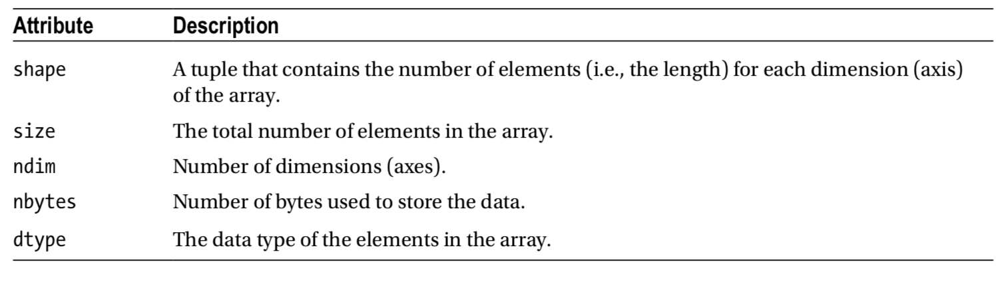 Attribute Description
shape A tuple that contains the number of elements (i.e., the length) for each dimension (axis)
of the array.
size The total number of elements in the array.
ndim Number of dimensions (axes).
nbytes Number of bytes used to store the data.
dtype The data type of the elements in the array.